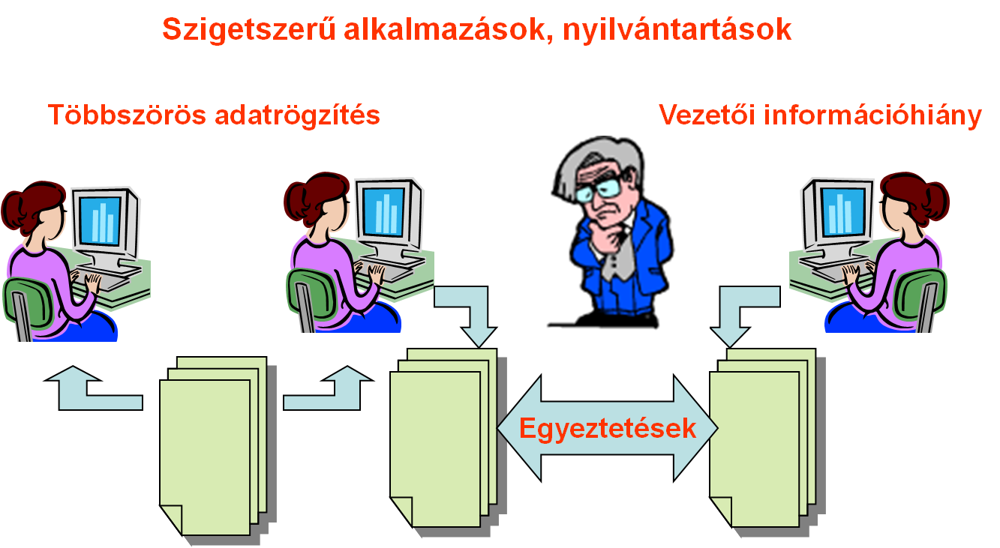 Szigetszerű alkalmazások, nyilvántartások
Többszörös adatrögzítés
Vezetői információhiány
Egyeztetések